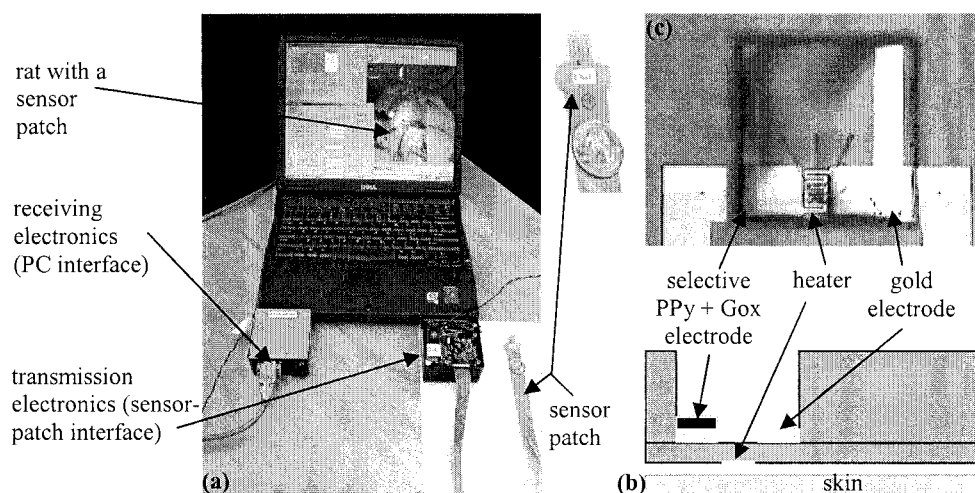 rat with a
sensor
patch
receiving
electronics
(PC interface)
transmission
electronics (sensor-
patch interface)
(a)
DELL
sensor
patch
(c)
selective
PPy + Gox
electrode
heater
gold
electrode
(b)
skin